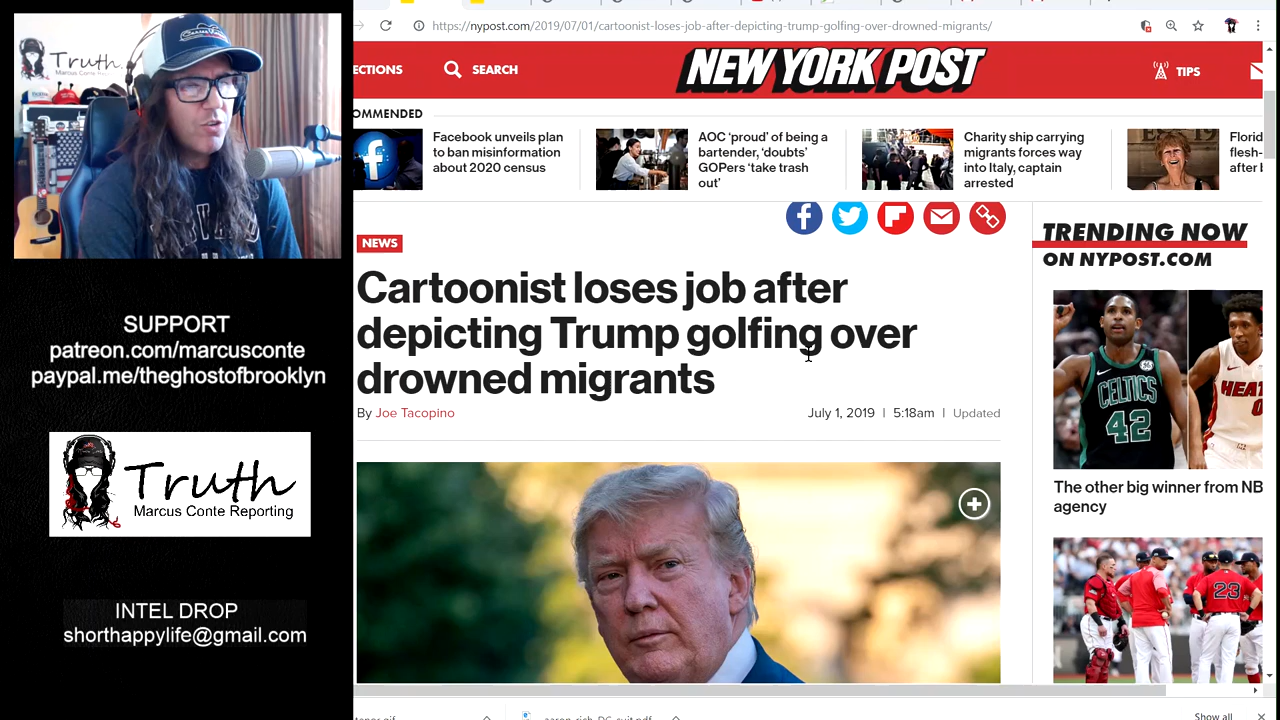 https://nypost.com/2019/07/01/cartoonist-loses-job-after-depicting-trump-golfing-over-drowned-migrants/
ECTIONS
SEARCH
NEW YORK POST
TIPS
OMMENDED
Facebook unveils plan
to ban misinformation
about 2020 census
AOC ‘proud’ of being a
bartender, ‘doubts’
GOPers ‘take trash
out’
Charity ship carrying
migrants forces way
into Italy, captain
arrested
Florid
flesh-
after
NEWS
Cartoonist loses job after
depicting Trump golfing over
drowned migrants
By Joe Tacopino
July 1, 2019 | 5:18am | Updated
TRENDING NOW
ON NYPOST.COM
CELTICS
42
HEAT
The other big winner from NB
agency
23
Truth
Marcus Conte Reporting
SUPPORT
patreon.com/marcusconte
paypal.me/theghostofbrooklyn
Truth
Marcus Conte Reporting
INTEL DROP
shorthappylife@gmail.com
Show all